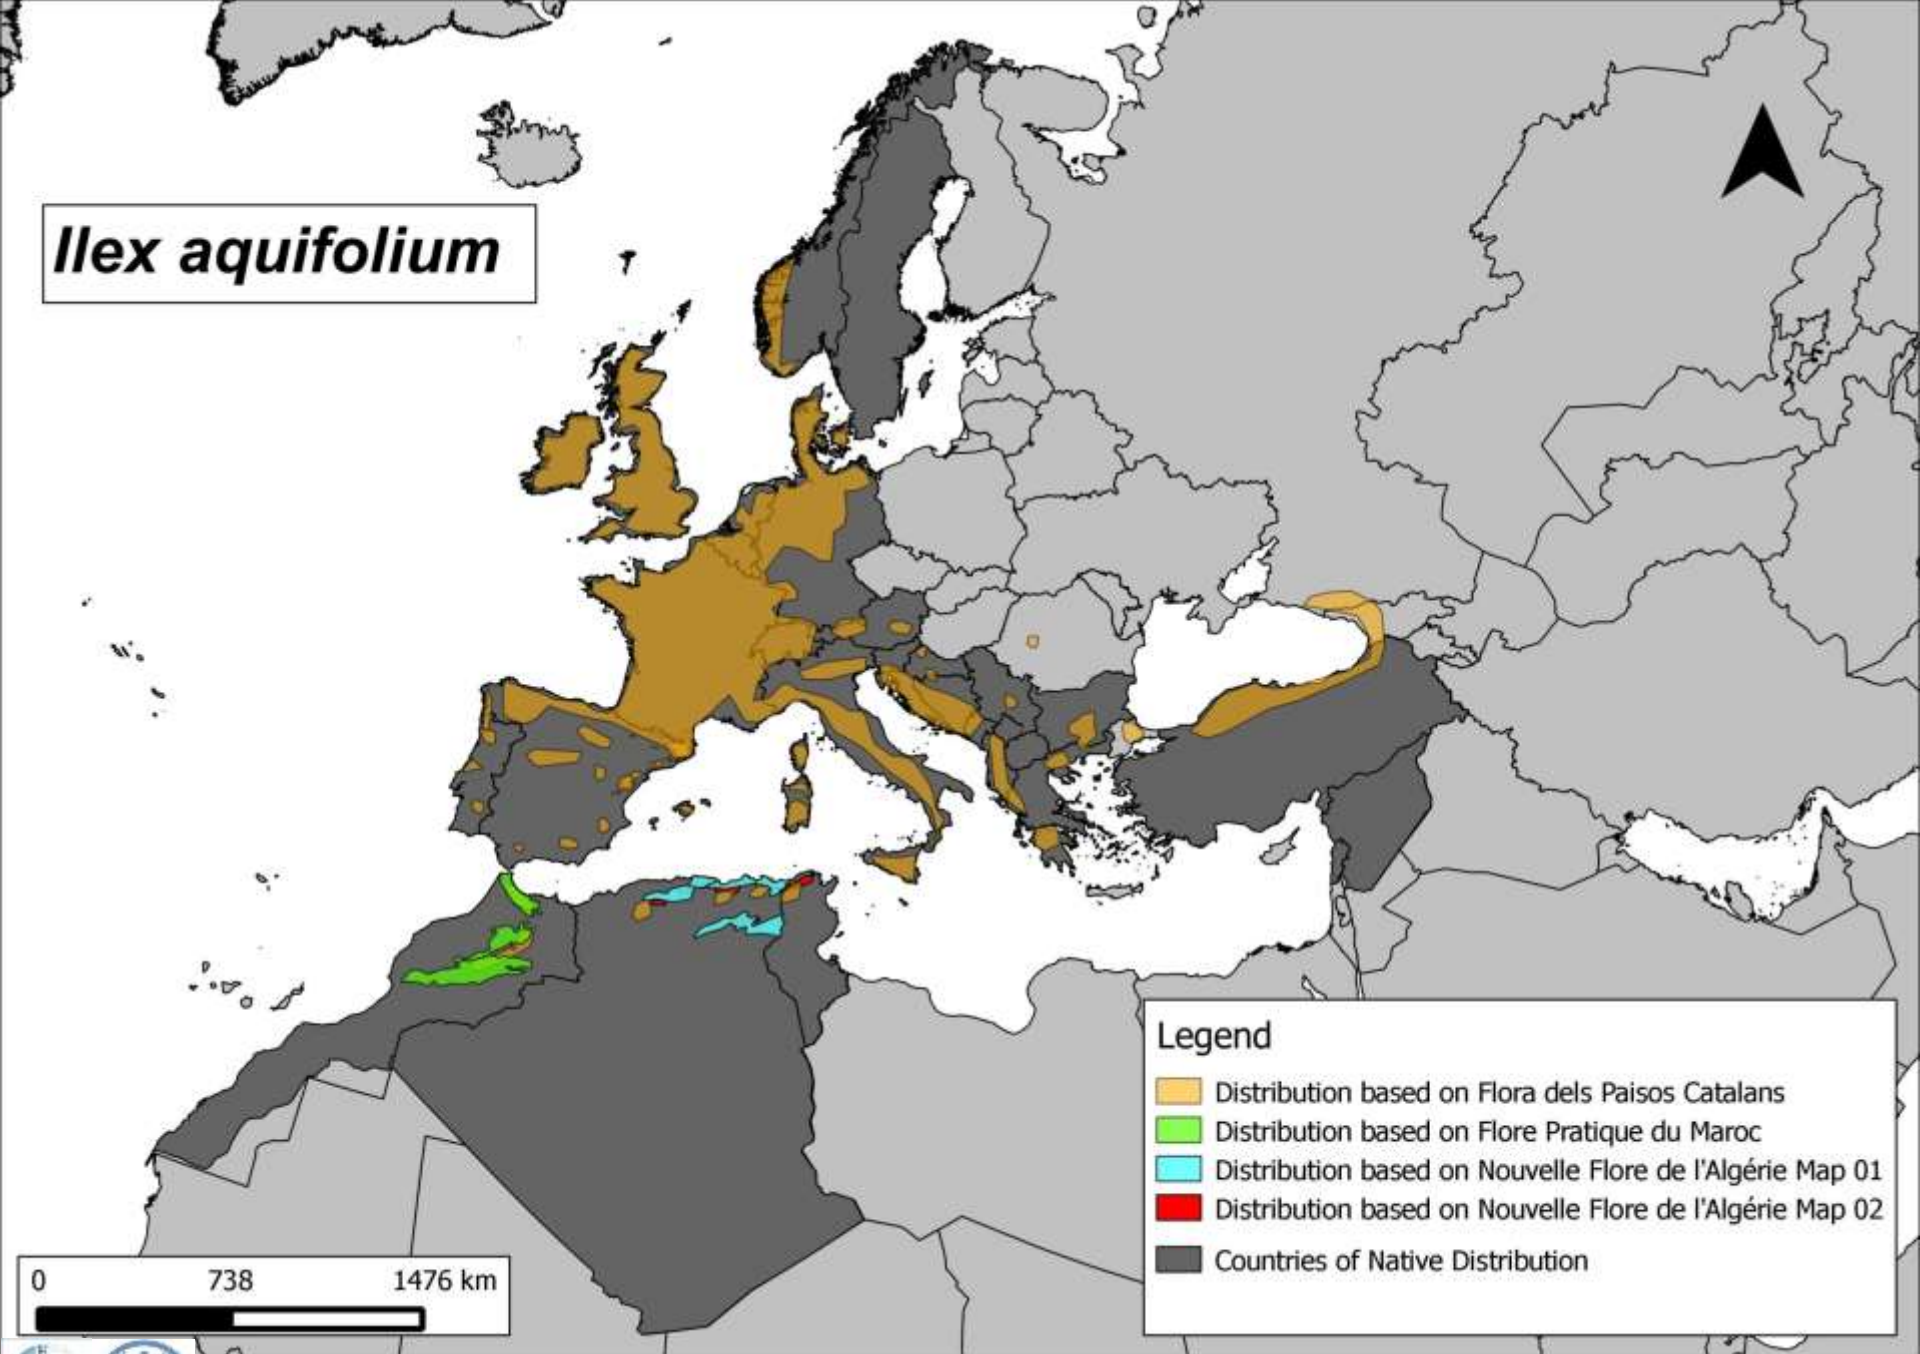 Ilex aquifolium
Legend
Distribution based on Flora dels Paisos Catalans
Distribution based on Flore Pratique du Maroc
Distribution based on Nouvelle Flore de l'Algérie Map 01
Distribution based on Nouvelle Flore de l'Algérie Map 02
Countries of Native Distribution
0 738 1476 km